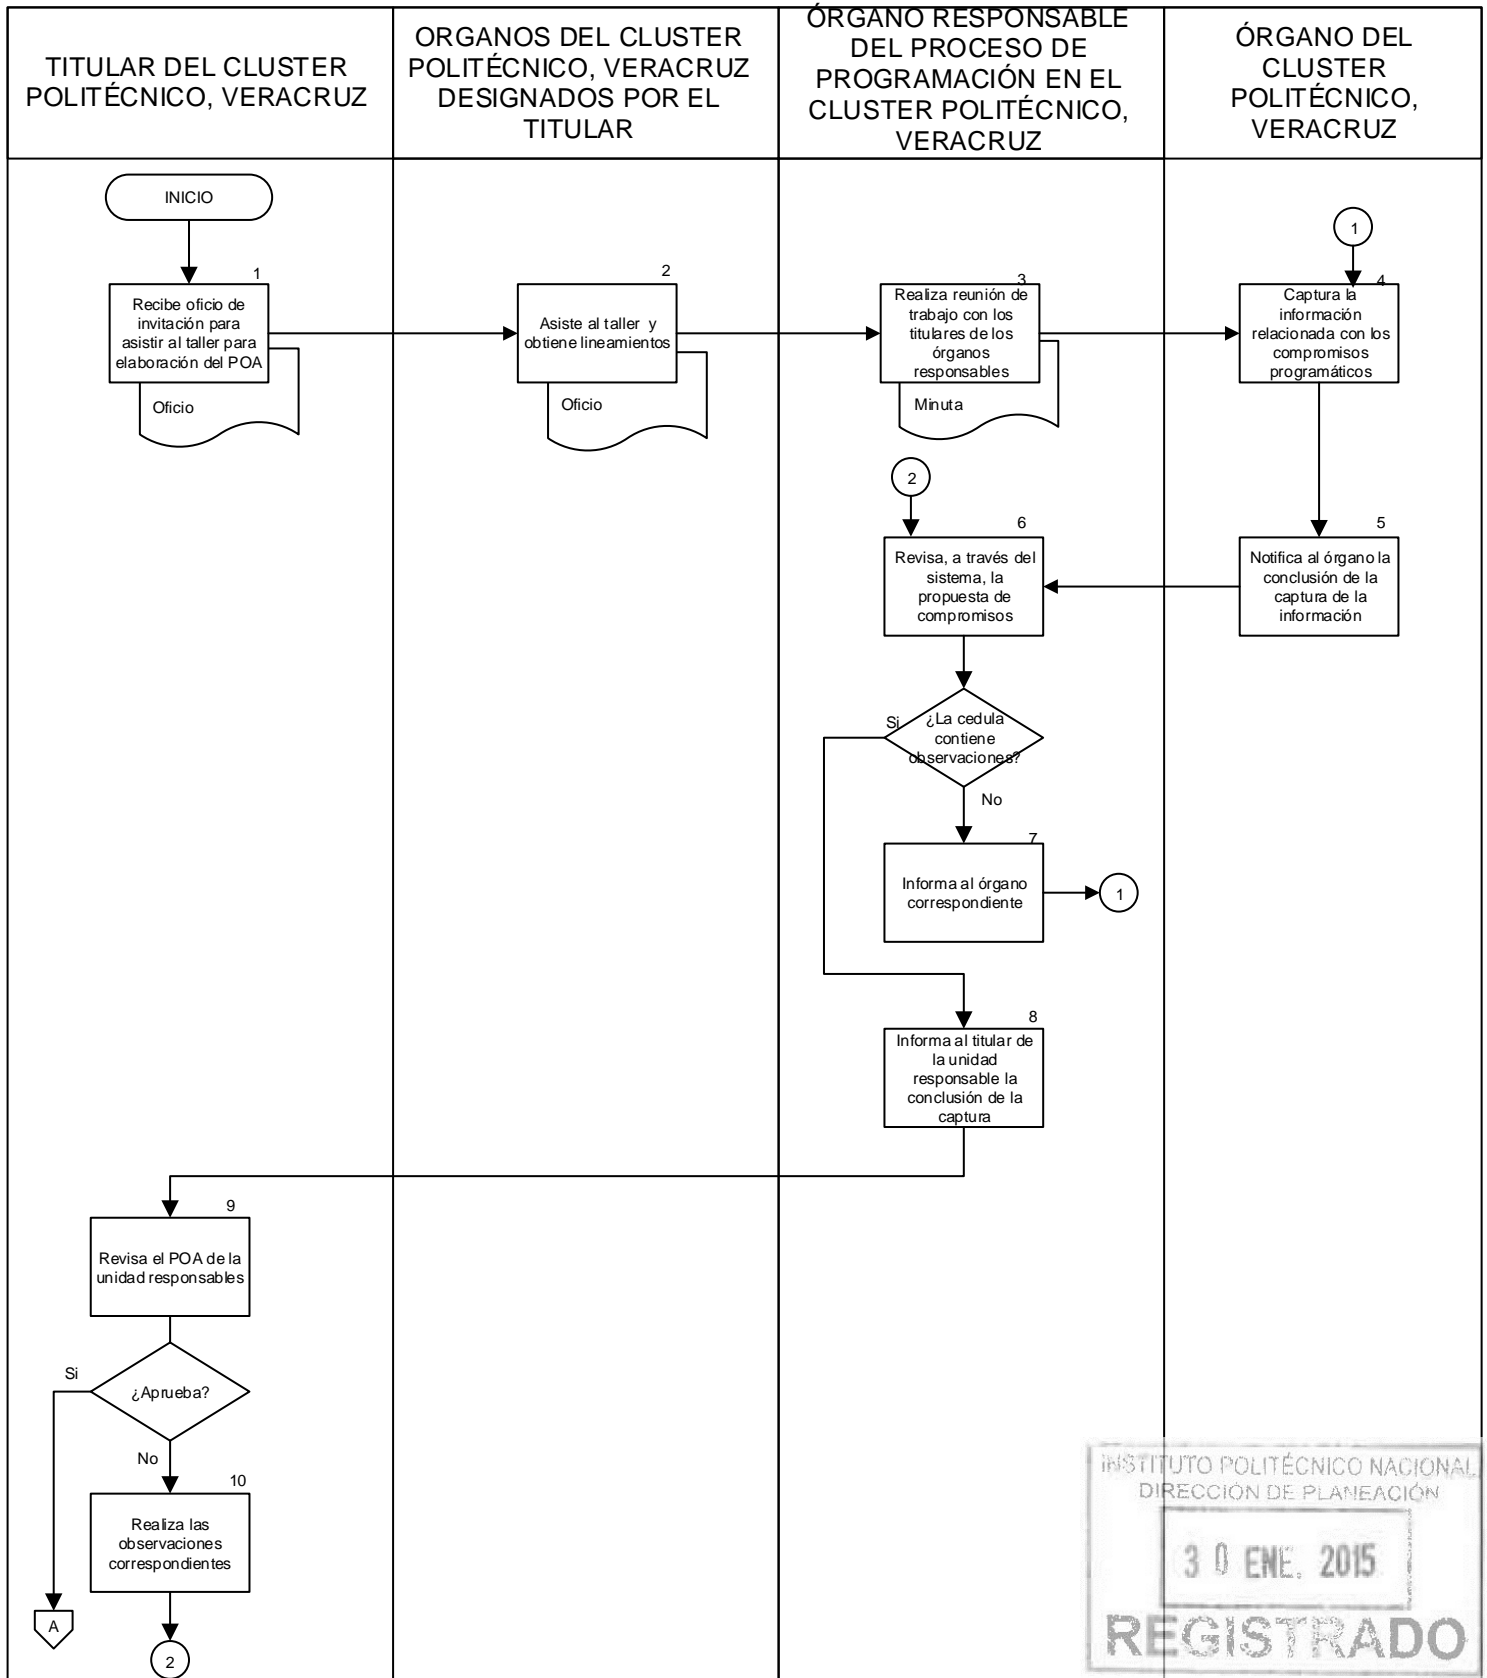 TITULAR DEL CLUSTER
POLITÉCNICO, VERACRUZ
ORGANOS DEL CLUSTER
POLITÉCNICO, VERACRUZ
DESIGNADOS POR EL
TITULAR
ÓRGANO RESPONSABLE
DEL PROCESO DE
PROGRAMACIÓN EN EL
CLUSTER POLITÉCNICO,
VERACRUZ
ÓRGANO DEL
CLUSTER
POLITÉCNICO,
VERACRUZ
INICIO
1
1
Recibe oficio de
invitación para
asistir al taller para
elaboración del POA
Oficio
2
Asiste al taller y
obtiene lineamientos
Oficio
3
Realiza reunión de
trabajo con los
titulares de los
órganos
responsables
Minuta
4
Captura la
información
relacionada con los
compromisos
programáticos
2
6
Revisa, a través del
sistema, la
propuesta de
compromisos
5
Notifica al órgano la
conclusión de la
captura de la
información
Si
¿La cedula
contiene
observaciones?
No
7
Informa al órgano
correspondiente
1
8
Informa al titular de
la unidad
responsable la
conclusión de la
captura
9
Revisa el POA de la
unidad responsables
Si
¿Aprueba?
No
10
Realiza las
observaciones
correspondientes
A
2
INSTITUTO POLITÉCNICO NACIONAL
DIRECCIÓN DE PLANEACIÓN
30 ENE. 2015
REGISTRADO